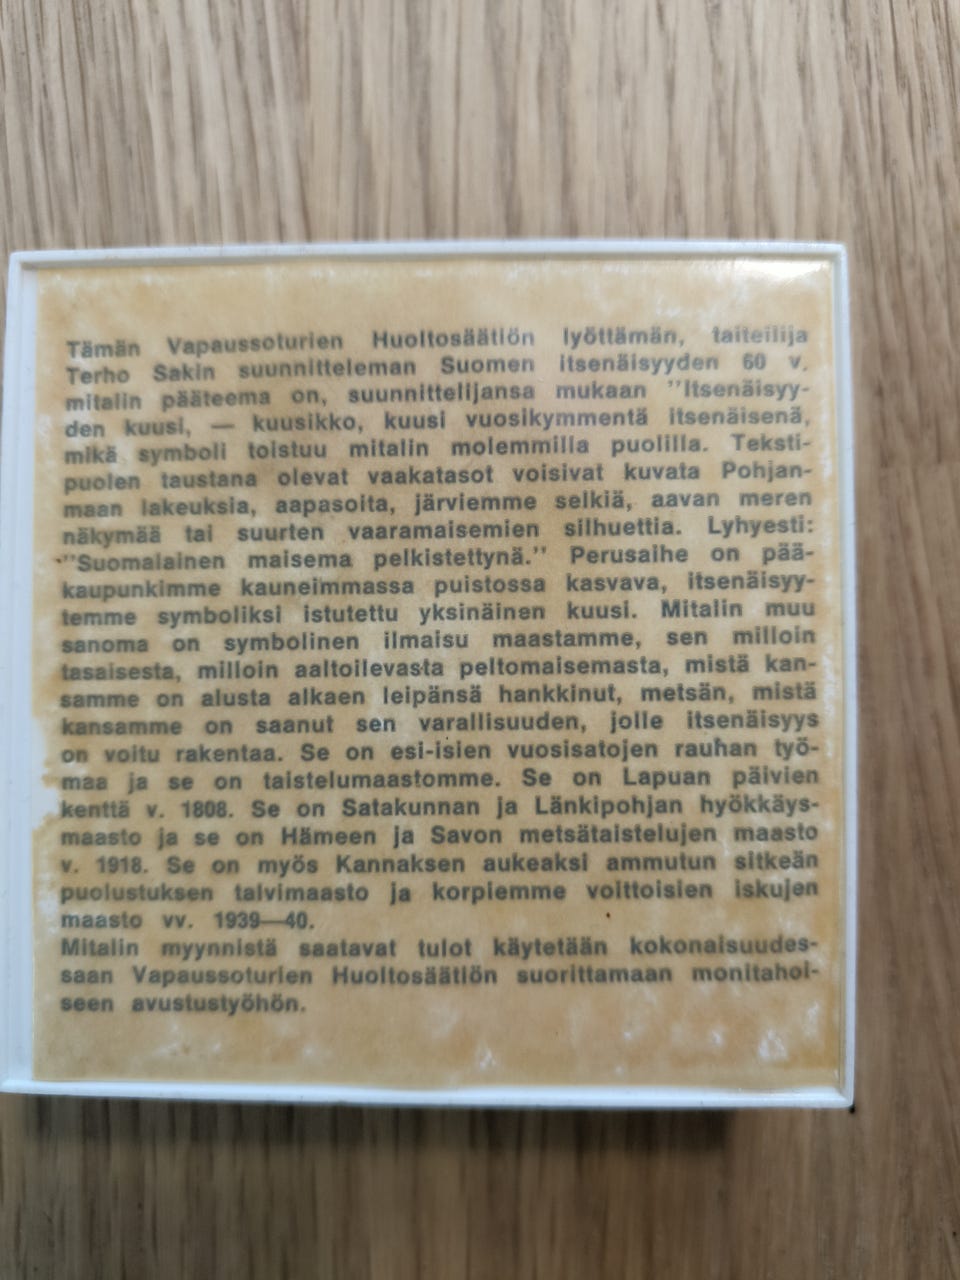 Tämän Vapaussoturien Huoltosäätiön lyöttämän, taiteilija
Terho Sakin suunnitteleman Suomen itsenäisyyden 60 v.
mitalin pääteema on, suunnittelijansa mukaan ”Itsenäisyy-
den kuusi, — kuusikko, kuusi vuosikymmentä itsenäisenä,
mikä symboli toistuu mitalin molemmilla puolilla. Teksti-
puolen taustana olevat vaakatasot voisivat kuvata Pohjan-
maan lakeuksia, aapasoita, järviemme selkiä, aavan meren
näkymää tai suurten vaaramaisemien silhuettia. Lyhyesti:
”Suomalainen maisema pelkistettynä.” Perusaihe on pää-
kaupunkimme kauneimmassa puistossa kasvava, itsenäisyy-
temme symboliksi istutettu yksinäinen kuusi. Mitalin muu
sanoma on symbolinen ilmaisu maastamme, sen milloin
tasaisesta, milloin aaltoilevasta peltomaisemasta, mistä kan-
samme on alusta alkaen leipänsä hankkinut, metsän, mistä
kansamme on saanut sen varallisuuden, jolle itsenäisyys
on voitu rakentaa. Se on esi-isien vuosisatojen rauhan työ-
maa ja se on taistelumaastomme. Se on Lapuan päivien
kenttä v. 1808. Se on Satakunnan ja Länkipohjan hyökkäys-
maasto ja se on Hämeen ja Savon metsätaistelujen maasto
v. 1918. Se on myös Kannaksen aukeaksi ammutun sitkeän
puolustuksen talvimaasto ja korpiemme voittoisien iskujen
maasto vv. 1939—40.
Mitalin myynnistä saatavat tulot käytetään kokonaisuudes-
saan Vapaussoturien Huoltosäätiön suorittamaan monitahoi-
seen avustustyöhön.